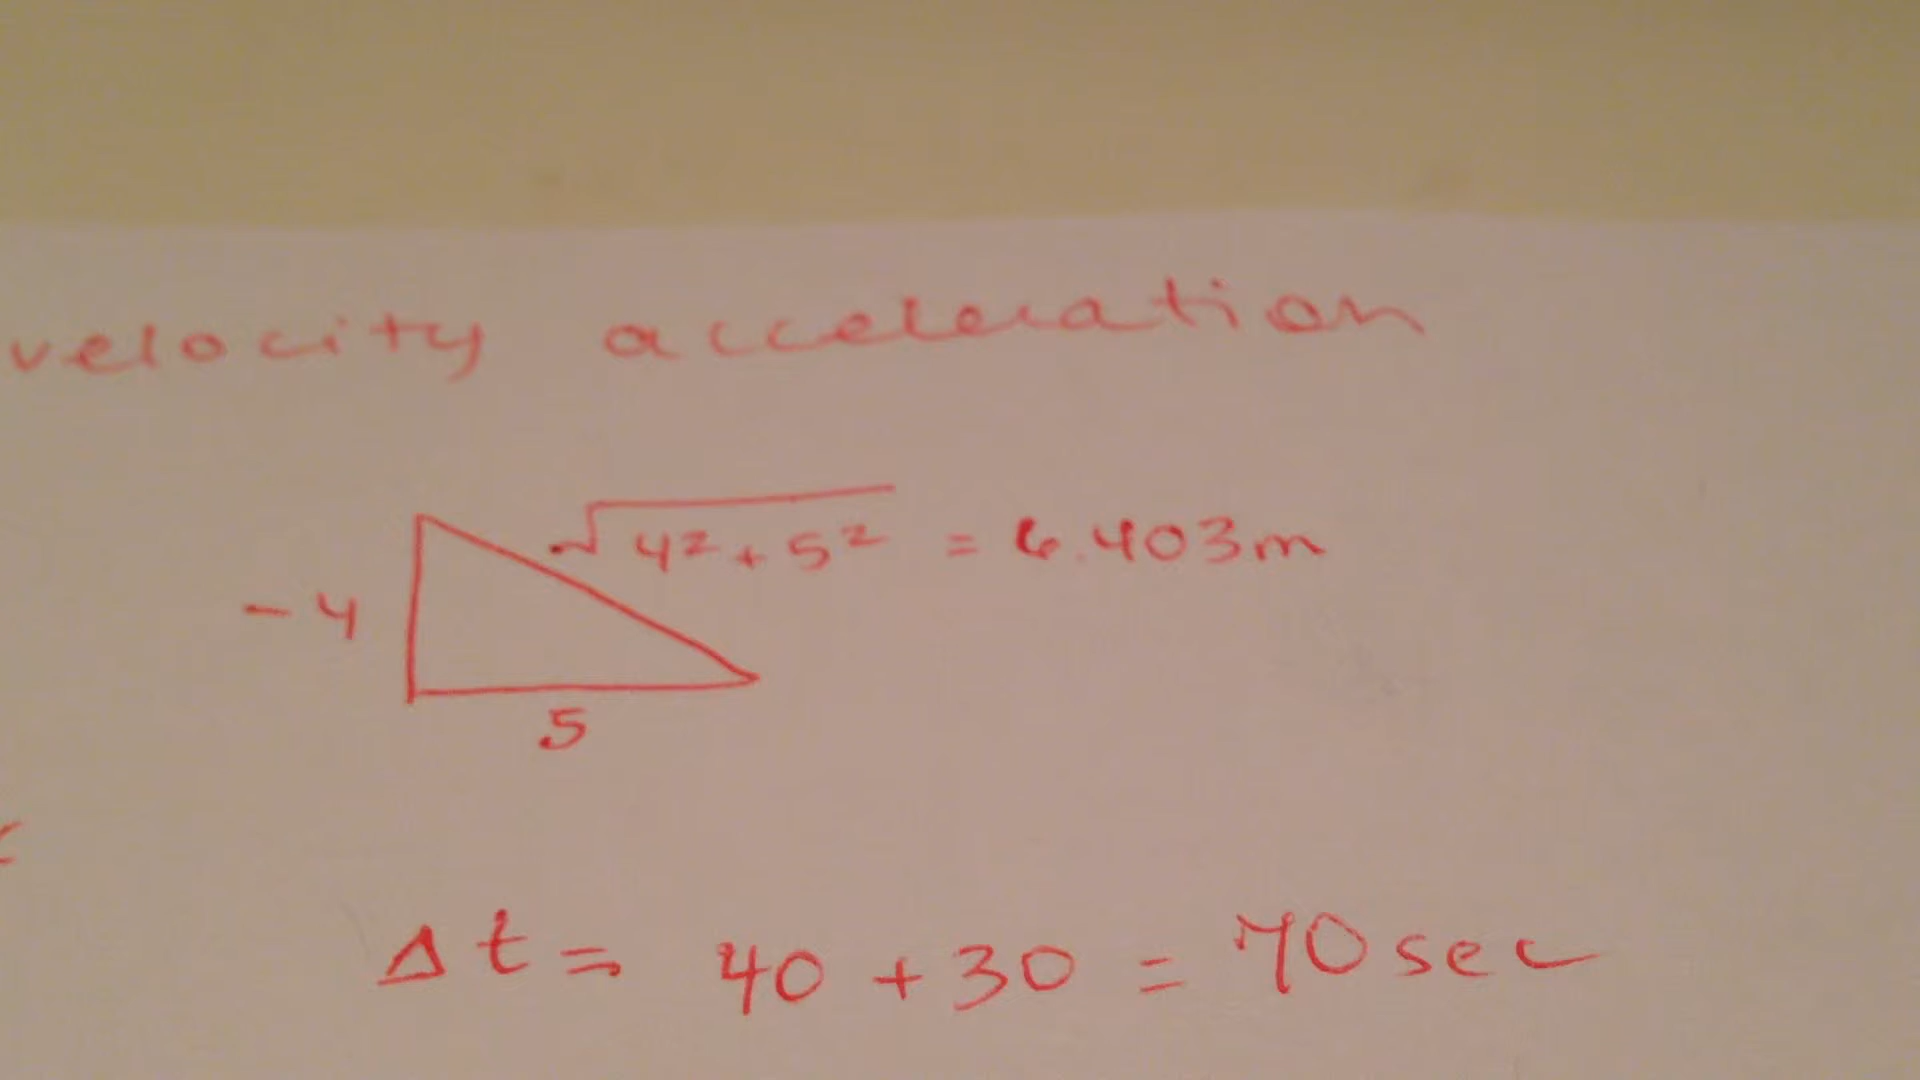 velocity acceleration
√4² + 5² = 6.403m
-4
5
Δt = 40 + 30 = 70 sec